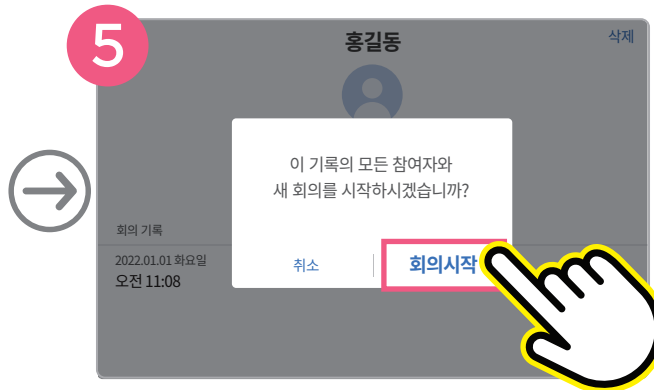 5
홍길동
삭제
이 기록의 모든 참여자와
새 회의를 시작하시겠습니까?
취소
회의시작
회의 기록
2022.01.01 화요일
오전 11:08